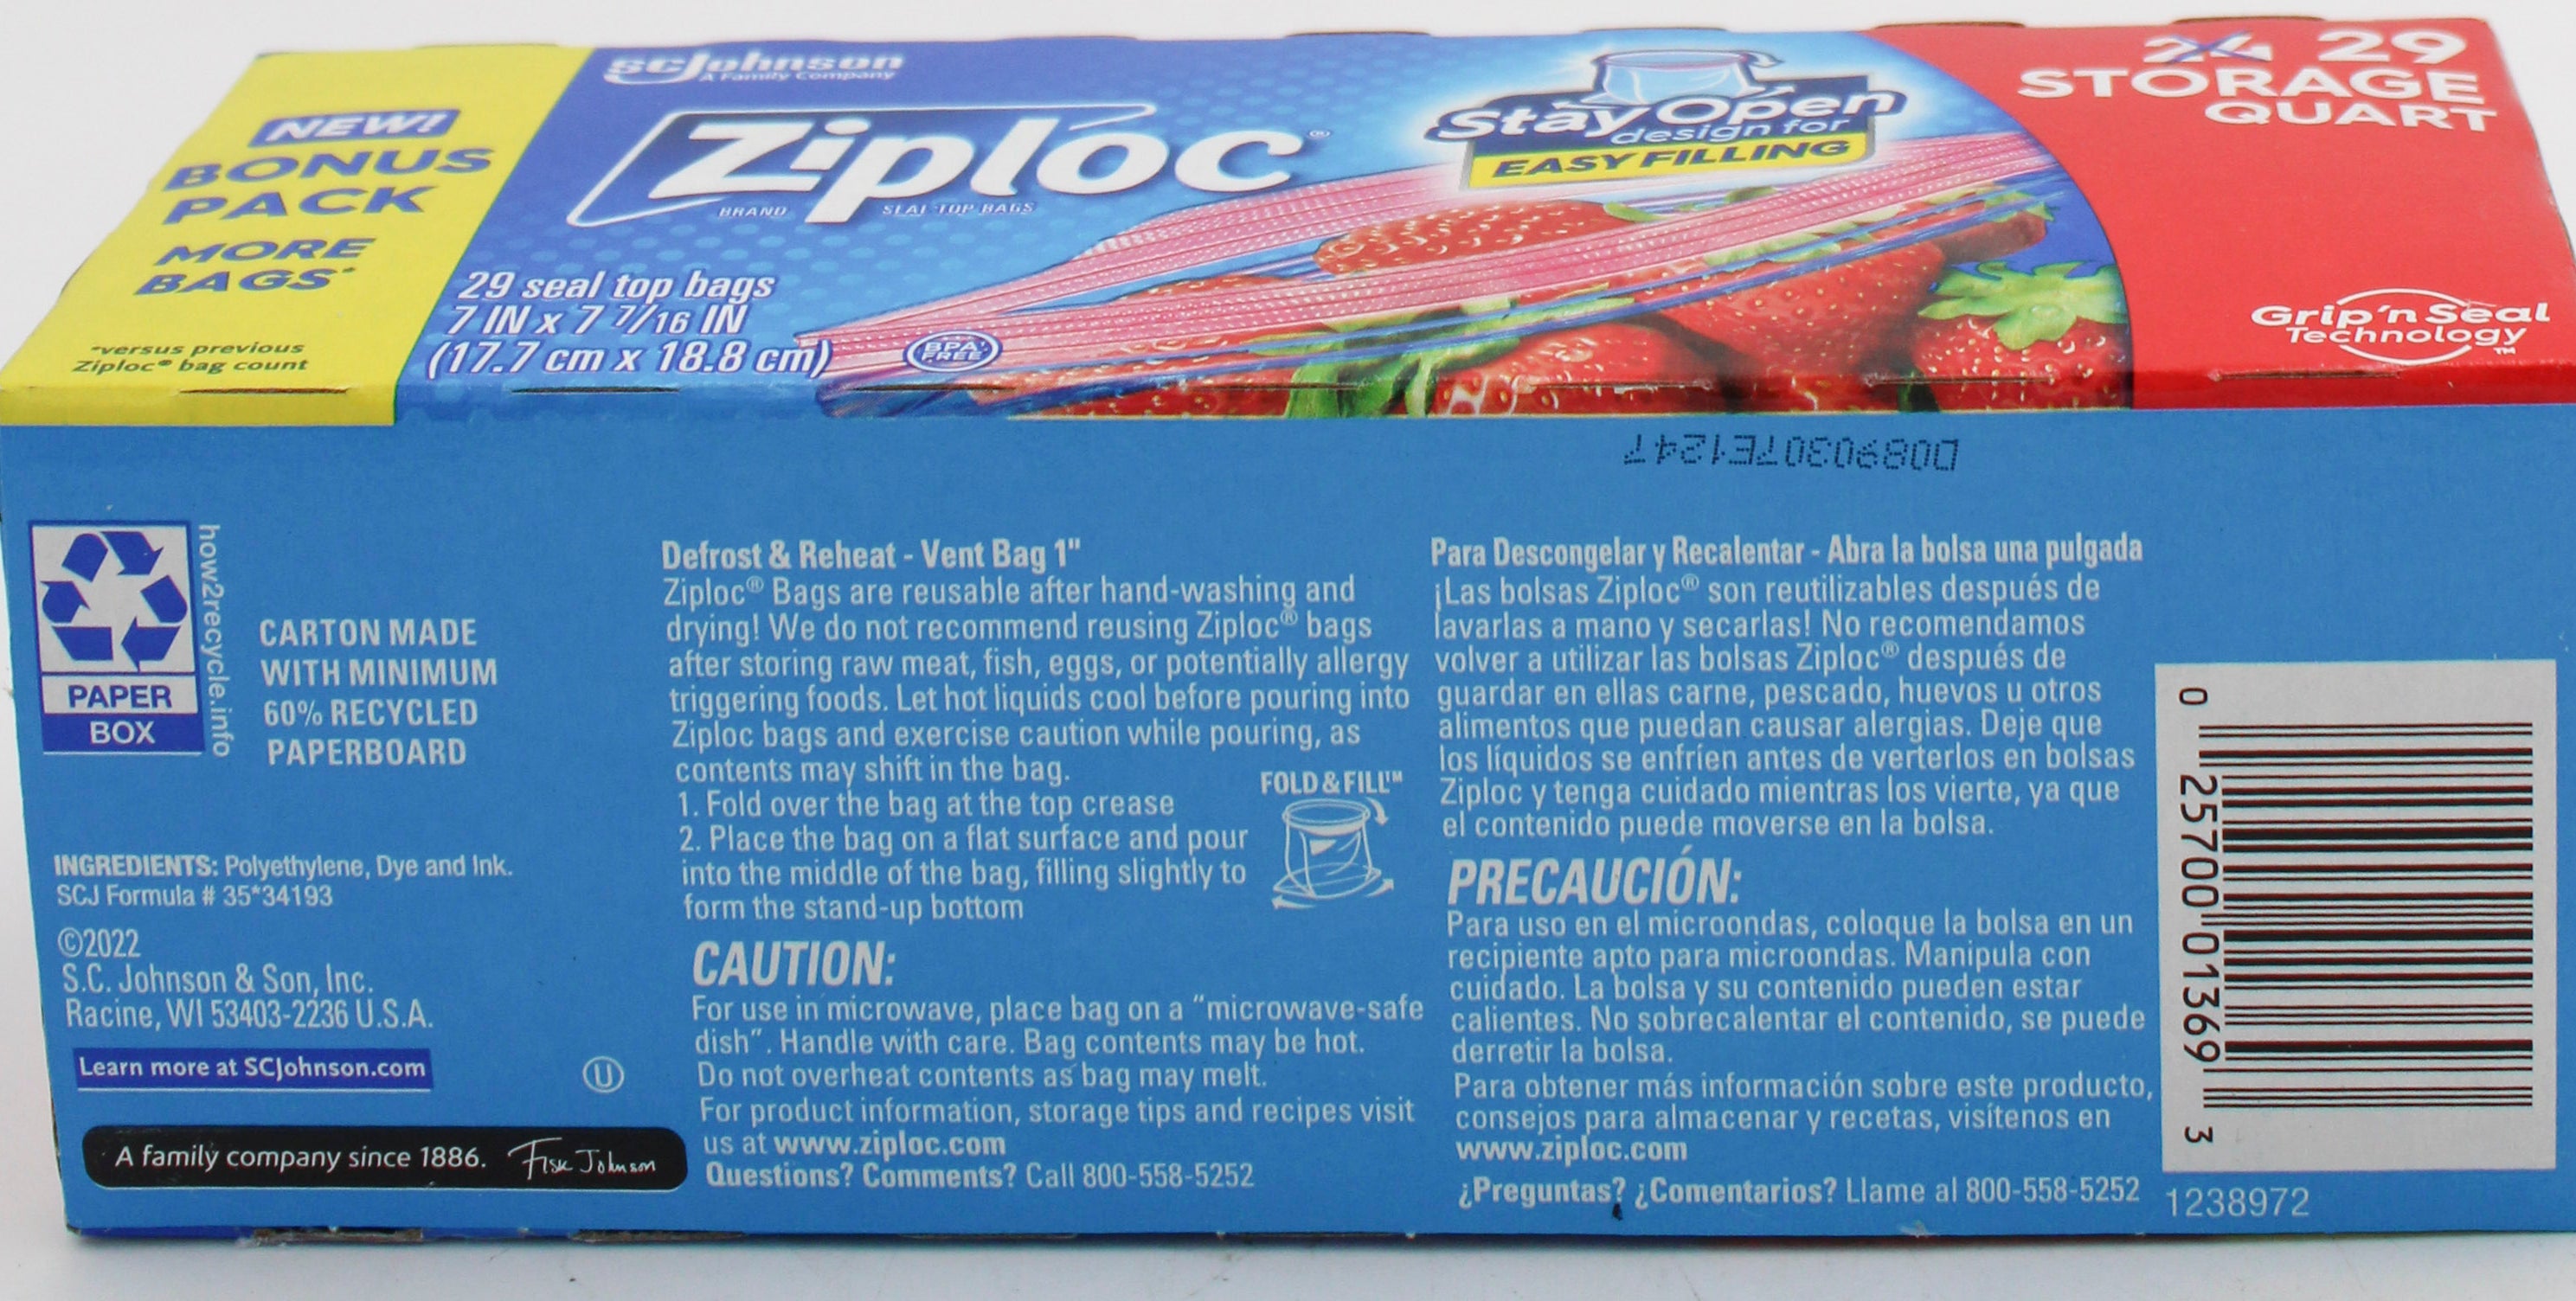 NEW!
BONUS
PACK
MORE
BAGS*
*versus previous
Ziploc® bag count
SCJohnson
A Family Company
Ziploc®
BRAND SEAL TOP BAGS
29 seal top bags
7 IN x 7 7/16 IN
(17.7 cm x 18.8 cm)
BPA
FREE
Stay Open
design for
EASY FILLING
24 29
STORAGE
QUART
Grip'n Seal
Technology
™
D0890307E1247
PAPER
BOX
how2recycle.info
CARTON MADE
WITH MINIMUM
60% RECYCLED
PAPERBOARD
INGREDIENTS: Polyethylene, Dye and Ink.
SCJ Formula # 35*34193
©2022
S.C. Johnson & Son, Inc.
Racine, WI 53403-2236 U.S.A.
Learn more at SCJohnson.com
U
A family company since 1886. Fisk Johnson
Defrost & Reheat - Vent Bag 1"
Ziploc® Bags are reusable after hand-washing and
drying! We do not recommend reusing Ziploc® bags
after storing raw meat, fish, eggs, or potentially allergy
triggering foods. Let hot liquids cool before pouring into
Ziploc bags and exercise caution while pouring, as
contents may shift in the bag.
1. Fold over the bag at the top crease
2. Place the bag on a flat surface and pour
into the middle of the bag, filling slightly to
form the stand-up bottom
FOLD & FILL™
CAUTION:
For use in microwave, place bag on a "microwave-safe
dish". Handle with care. Bag contents may be hot.
Do not overheat contents as bag may melt.
For product information, storage tips and recipes visit
us at www.ziploc.com
Questions? Comments? Call 800-558-5252
Para Descongelar y Recalentar - Abra la bolsa una pulgada
¡Las bolsas Ziploc® son reutilizables después de
lavarlas a mano y secarlas! No recomendamos
volver a utilizar las bolsas Ziploc® después de
guardar en ellas carne, pescado, huevos u otros
alimentos que puedan causar alergias. Deje que
los líquidos se enfríen antes de verterlos en bolsas
Ziploc y tenga cuidado mientras los vierte, ya que
el contenido puede moverse en la bolsa.
PRECAUCIÓN:
Para uso en el microondas, coloque la bolsa en un
recipiente apto para microondas. Manipula con
cuidado. La bolsa y su contenido pueden estar
calientes. No sobrecalentar el contenido, se puede
derretir la bolsa.
Para obtener más información sobre este producto,
consejos para almacenar y recetas, visítenos en
www.ziploc.com
¿Preguntas? ¿Comentarios? Llame al 800-558-5252
0 25700 01369 3
1238972